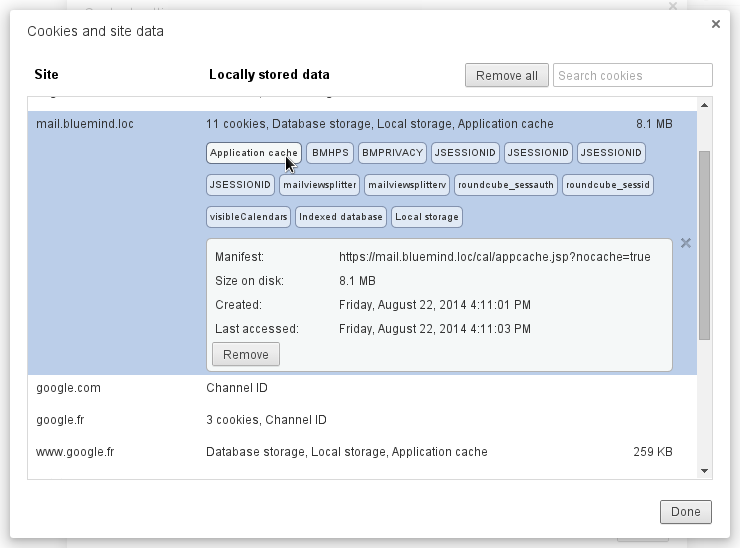 Cookies and site data
Site Locally stored data Remove all Search cookies
mail.bluemind.loc 11 cookies, Database storage, Local storage, Application cache 8.1 MB
Application cache BMHPS BMPRIVACY JSESSIONID JSESSIONID JSESSIONID
JSESSIONID mailviewsplitter mailviewsplitterv roundcube_sessauth roundcube_sessid
visibleCalendars Indexed database Local storage
Manifest: https://mail.bluemind.loc/cal/appcache.jsp?nocache=true
Size on disk: 8.1 MB
Created: Friday, August 22, 2014 4:11:01 PM
Last accessed: Friday, August 22, 2014 4:11:03 PM
Remove
google.com Channel ID
google.fr 3 cookies, Channel ID
www.google.fr Database storage, Local storage, Application cache 259 KB
Done